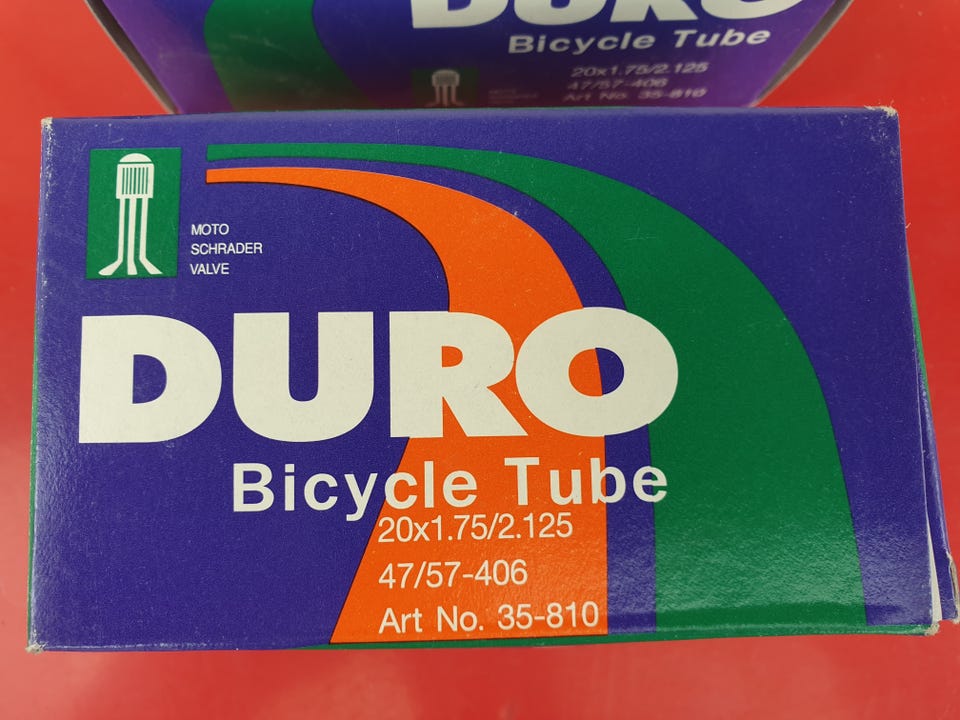 DURO
Bicycle Tube
20x1.75/2.125
47/57-406
Art No. 35-810
MOTO
SCHRADER
VALVE
DURO
Bicycle Tube
20x1.75/2.125
47/57-406
Art No. 35-810